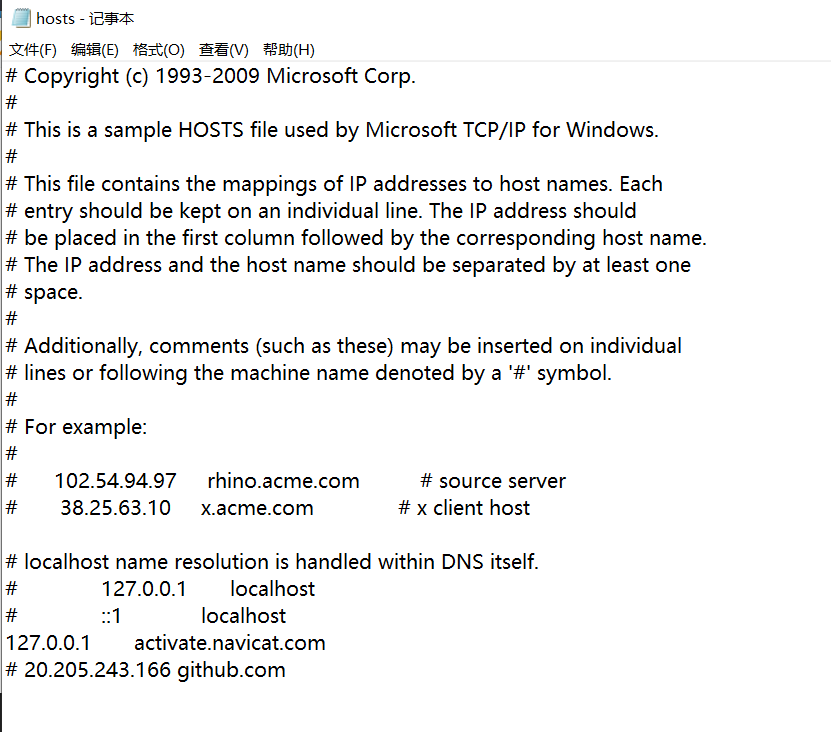 hosts - 记事本
文件(F) 编辑(E) 格式(O) 查看(V) 帮助(H)
# Copyright (c) 1993-2009 Microsoft Corp.
#
# This is a sample HOSTS file used by Microsoft TCP/IP for Windows.
#
# This file contains the mappings of IP addresses to host names. Each
# entry should be kept on an individual line. The IP address should
# be placed in the first column followed by the corresponding host name.
# The IP address and the host name should be separated by at least one
# space.
#
# Additionally, comments (such as these) may be inserted on individual
# lines or following the machine name denoted by a '#' symbol.
#
# For example:
#
#      102.54.94.97     rhino.acme.com          # source server
#       38.25.63.10     x.acme.com              # x client host

# localhost name resolution is handled within DNS itself.
#	127.0.0.1       localhost
#	::1             localhost
127.0.0.1       activate.navicat.com
# 20.205.243.166 github.com